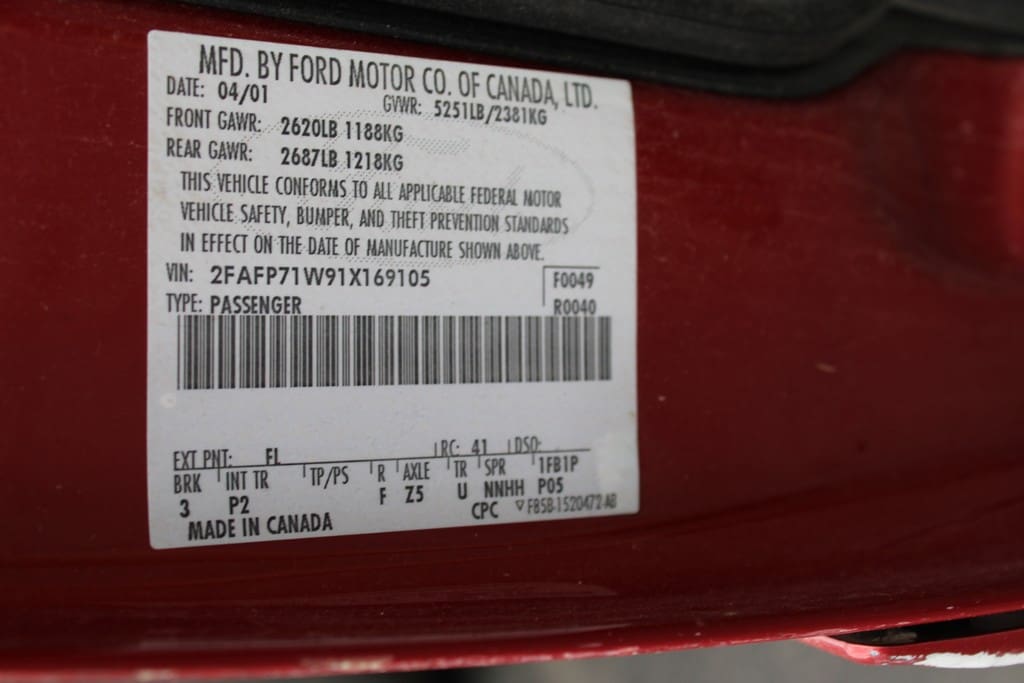 MFD. BY FORD MOTOR CO. OF CANADA, LTD.
DATE: 04/01 GVWR: 5251LB/2381KG
FRONT GAWR: 2620LB 1188KG
REAR GAWR: 2687LB 1218KG
THIS VEHICLE CONFORMS TO ALL APPLICABLE FEDERAL MOTOR
VEHICLE SAFETY, BUMPER, AND THEFT PREVENTION STANDARDS
IN EFFECT ON THE DATE OF MANUFACTURE SHOWN ABOVE.
VIN: 2FAFP71W91X169105 F0049
TYPE: PASSENGER R0040
EXT PNT: FL RC: 41 DSO:
BRK INT TR TP/PS R AXLE TR SPR 1FB1P
3 P2 F Z5 U NNHH P05
MADE IN CANADA CPC F85B-1520472-AB